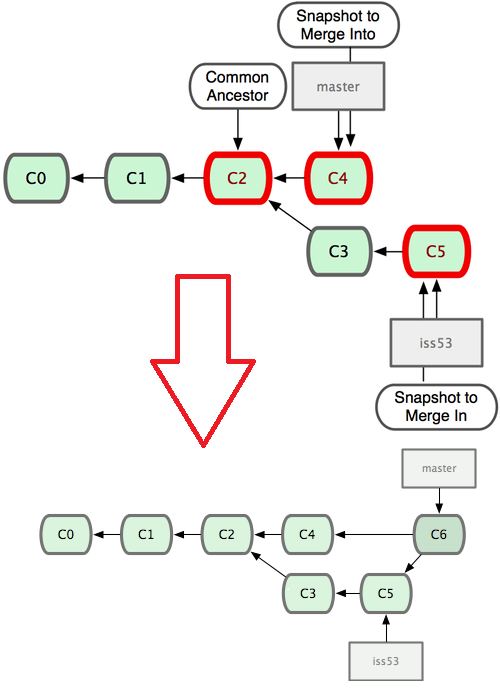 Snapshot to
Merge Into
master
Common
Ancestor
C0
C1
C2
C4
C3
C5
iss53
Snapshot to
Merge In
master
C0
C1
C2
C4
C6
C3
C5
iss53